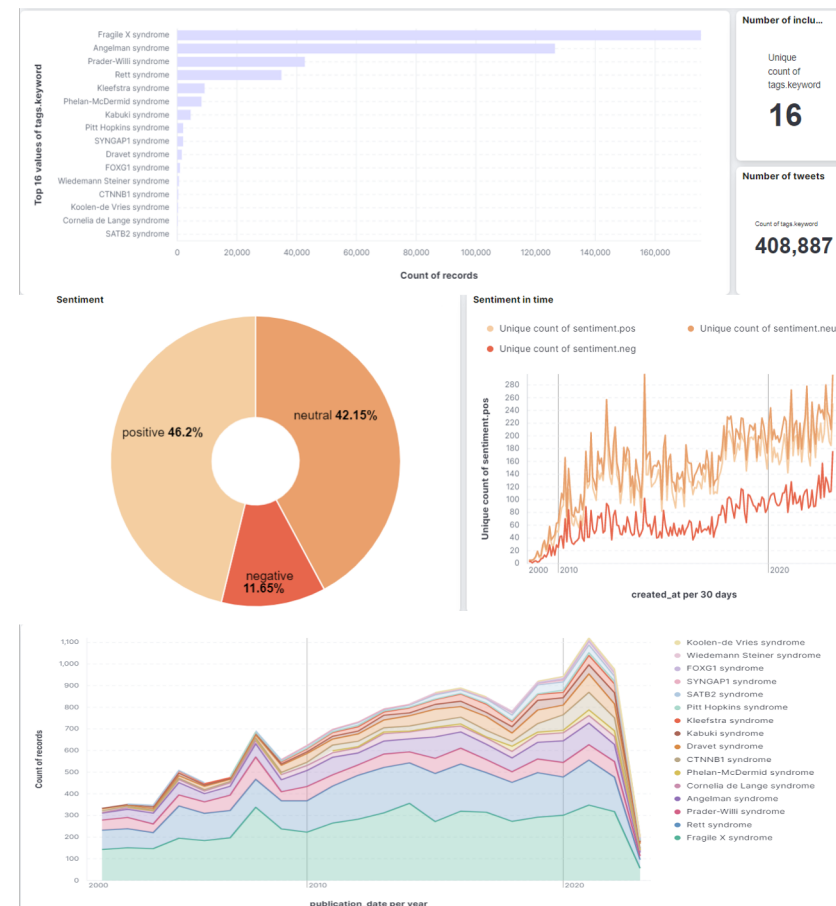 Number of inclu...
Fragile X syndrome
Angelman syndrome
Prader-Willi syndrome
Rett syndrome
Kleefstra syndrome
Phelan-McDermid syndrome
Kabuki syndrome
Pitt Hopkins syndrome
SYNGAP1 syndrome
Dravet syndrome
FOXG1 syndrome
Wiedemann Steiner syndrome
CTNNB1 syndrome
Koolen-de Vries syndrome
Cornelia de Lange syndrome
SATB2 syndrome
Top 16 values of tags.keyword
0 20,000 40,000 60,000 80,000 100,000 120,000 140,000 160,000
Count of records
Unique
count of
tags.keyword
16
Number of tweets
Count of tags.keyword
408,887
Sentiment
positive 46.2%
neutral 42.15%
negative
11.65%
Sentiment in time
Unique count of sentiment.pos
Unique count of sentiment.neu
Unique count of sentiment.neg
Unique count of sentiment.pos
280
260
240
220
200
180
160
140
120
100
80
60
40
20
0
2000 2010 2020
created_at per 30 days
1,100
1,000
900
800
700
600
500
400
300
200
100
0
Count of records
2000 2010 2020
publication_date per year
Koolen-de Vries syndrome
Wiedemann Steiner syndrome
FOXG1 syndrome
SYNGAP1 syndrome
SATB2 syndrome
Pitt Hopkins syndrome
Kleefstra syndrome
Kabuki syndrome
Dravet syndrome
CTNNB1 syndrome
Phelan-McDermid syndrome
Cornelia de Lange syndrome
Angelman syndrome
Prader-Willi syndrome
Rett syndrome
Fragile X syndrome